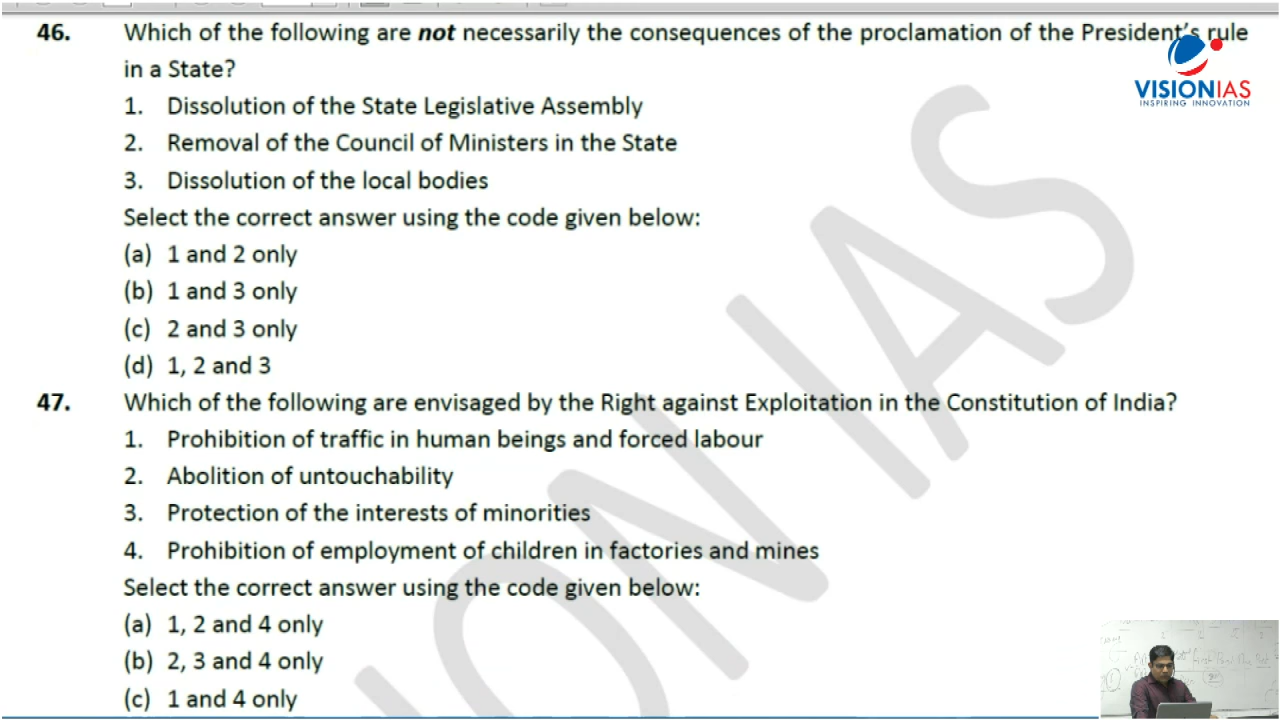 46. Which of the following are not necessarily the consequences of the proclamation of the President's rule
in a State?
1. Dissolution of the State Legislative Assembly
2. Removal of the Council of Ministers in the State
3. Dissolution of the local bodies
Select the correct answer using the code given below:
(a) 1 and 2 only
(b) 1 and 3 only
(c) 2 and 3 only
(d) 1, 2 and 3
47. Which of the following are envisaged by the Right against Exploitation in the Constitution of India?
1. Prohibition of traffic in human beings and forced labour
2. Abolition of untouchability
3. Protection of the interests of minorities
4. Prohibition of employment of children in factories and mines
Select the correct answer using the code given below:
(a) 1, 2 and 4 only
(b) 2, 3 and 4 only
(c) 1 and 4 only
VISIONIAS
INSPIRING INNOVATION
ION IAS